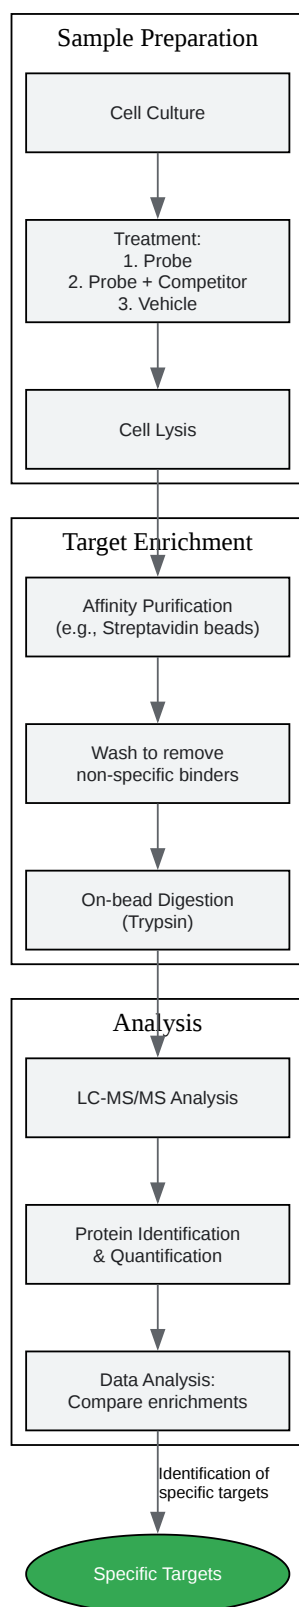 Sample Preparation
Cell Culture
Treatment:
1. Probe
2. Probe + Competitor
3. Vehicle
Cell Lysis
Target Enrichment
Affinity Purification
(e.g., Streptavidin beads)
Wash to remove
non-specific binders
On-bead Digestion
(Trypsin)
Analysis
LC-MS/MS Analysis
Protein Identification
& Quantification
Data Analysis:
Compare enrichments
Identification of
specific targets
Specific Targets